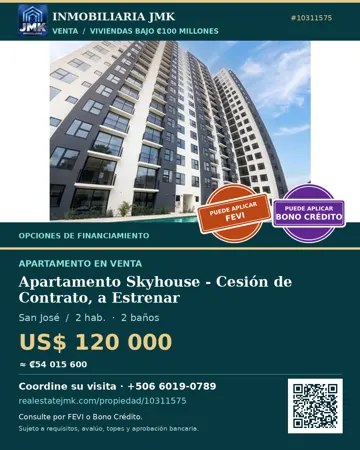 JMK
INMOBILIARIA JMK
#10311575
VENTA / VIVIENDAS BAJO ₡100 MILLONES
PUEDE APLICAR
FEVI
PUEDE APLICAR
BONO CRÉDITO
OPCIONES DE FINANCIAMIENTO
APARTAMENTO EN VENTA
Apartamento Skyhouse - Cesión de
Contrato, a Estrenar
San José / 2 hab. · 2 baños
US$ 120 000
≈ ₡54 015 600
Coordine su visita · +506 6019-0789
realestatejmk.com/propiedad/10311575
Consulte por FEVI o Bono Crédito.
Sujeto a requisitos, avalúo, topes y aprobación bancaria.